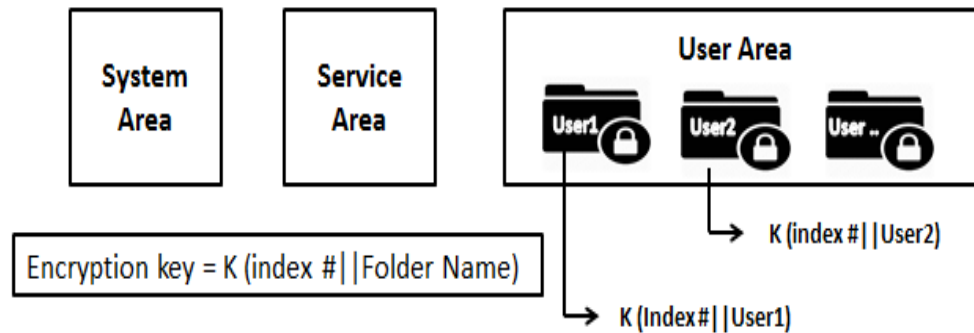 System
Area
Service
Area
User Area
User1
User2
User ..
K (index #||User2)
Encryption key = K (index #||Folder Name)
K (Index#||User1)